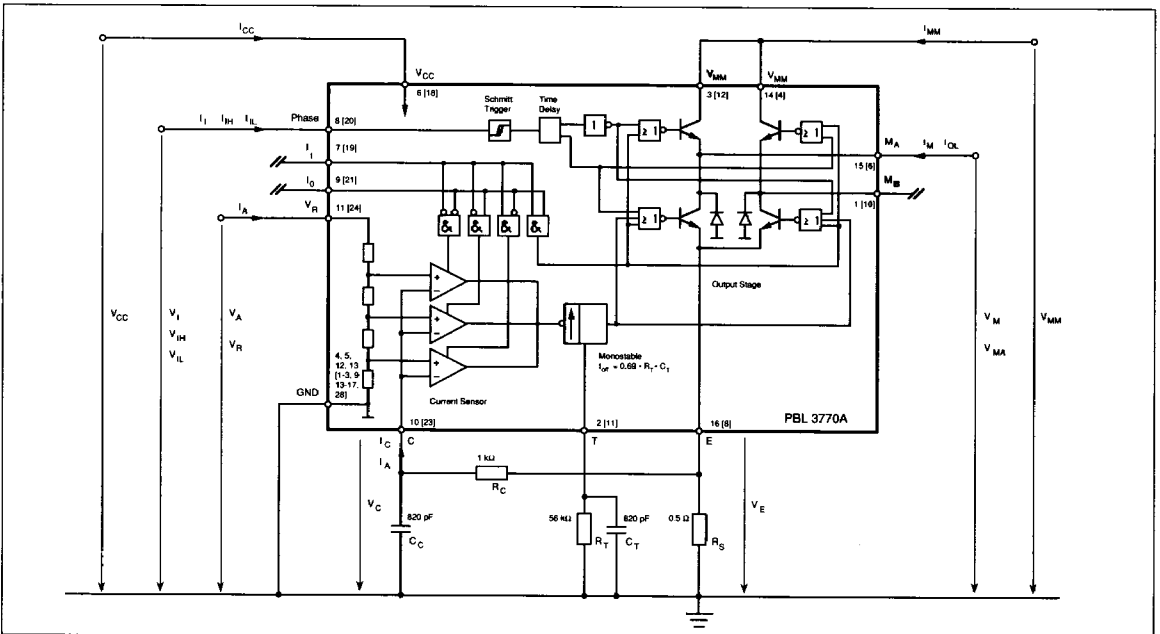 I_CC
I_MM
V_CC
6 [18]
V_MM
3 [12]
V_MM
14 [4]
Schmitt
Trigger
Time
Delay
I_I I_IH I_IL
Phase
8 [20]
1
≥ 1
≥ 1
I_1
7 [19]
I_0
9 [21]
V_R
11 [24]
I_A
M_A
15 [6]
I_M I_OL
M_B
& & & &
≥ 1
≥ 1
Output Stage
+
−
+
−
+
−
Monostable
t_off = 0.69 • R_T • C_T
4, 5,
12, 13
[1-3, 9-
13-17,
28]
GND
Current Sensor
PBL 3770A
V_CC
V_I
V_IH
V_IL
V_A
V_R
V_M
V_MA
V_MM
10 [23]
2 [11]
16 [8]
I_C C
T
E
I_A
1 kΩ
R_C
V_C
820 pF
C_C
56 kΩ
R_T
820 pF
C_T
0.5 Ω
R_S
V_E